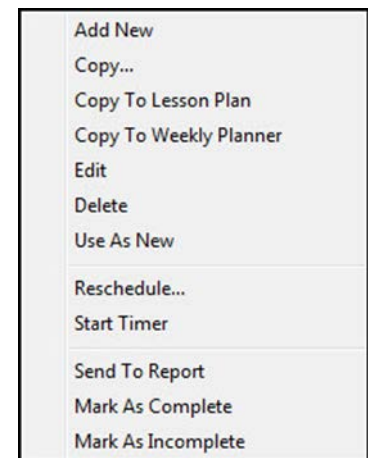 Add New
Copy...
Copy To Lesson Plan
Copy To Weekly Planner
Edit
Delete
Use As New
Reschedule...
Start Timer
Send To Report
Mark As Complete
Mark As Incomplete